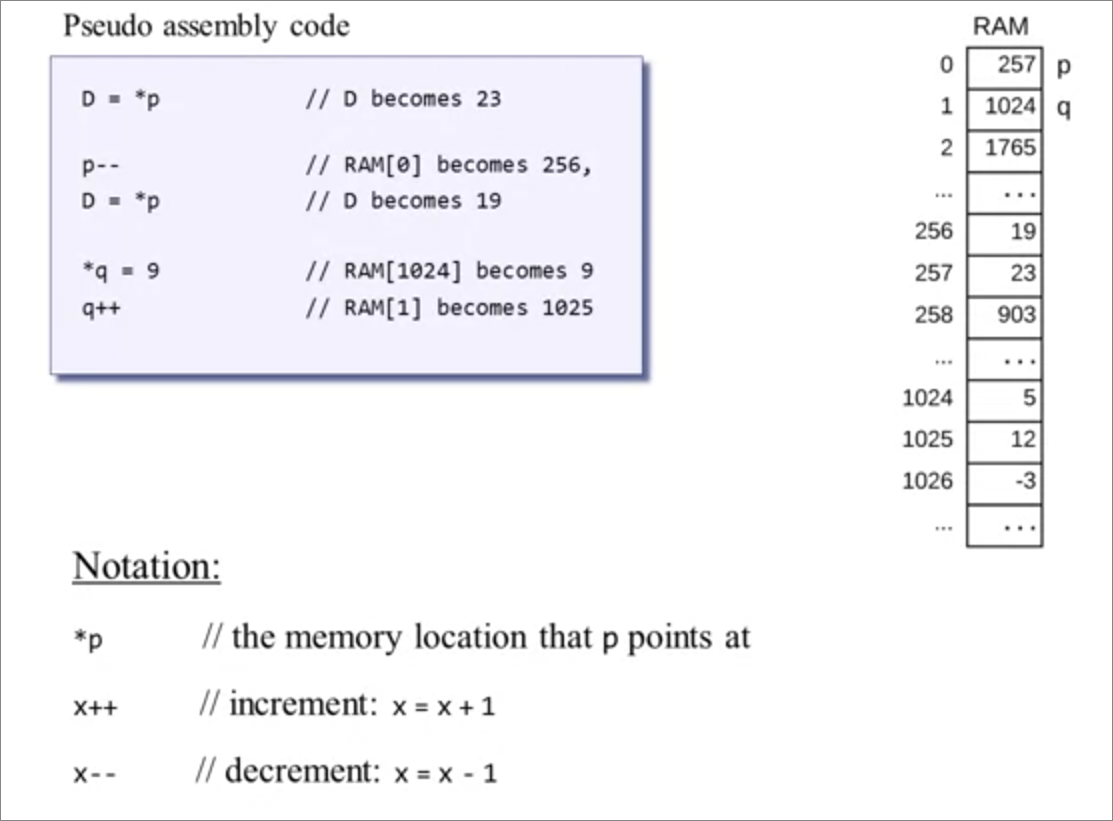 Pseudo assembly code
D = *p // D becomes 23
p-- // RAM[0] becomes 256,
D = *p // D becomes 19
*q = 9 // RAM[1024] becomes 9
q++ // RAM[1] becomes 1025
RAM
0 257 p
1 1024 q
2 1765
... ...
256 19
257 23
258 903
... ...
1024 5
1025 12
1026 -3
... ...
Notation:
*p // the memory location that p points at
x++ // increment: x = x + 1
x-- // decrement: x = x - 1